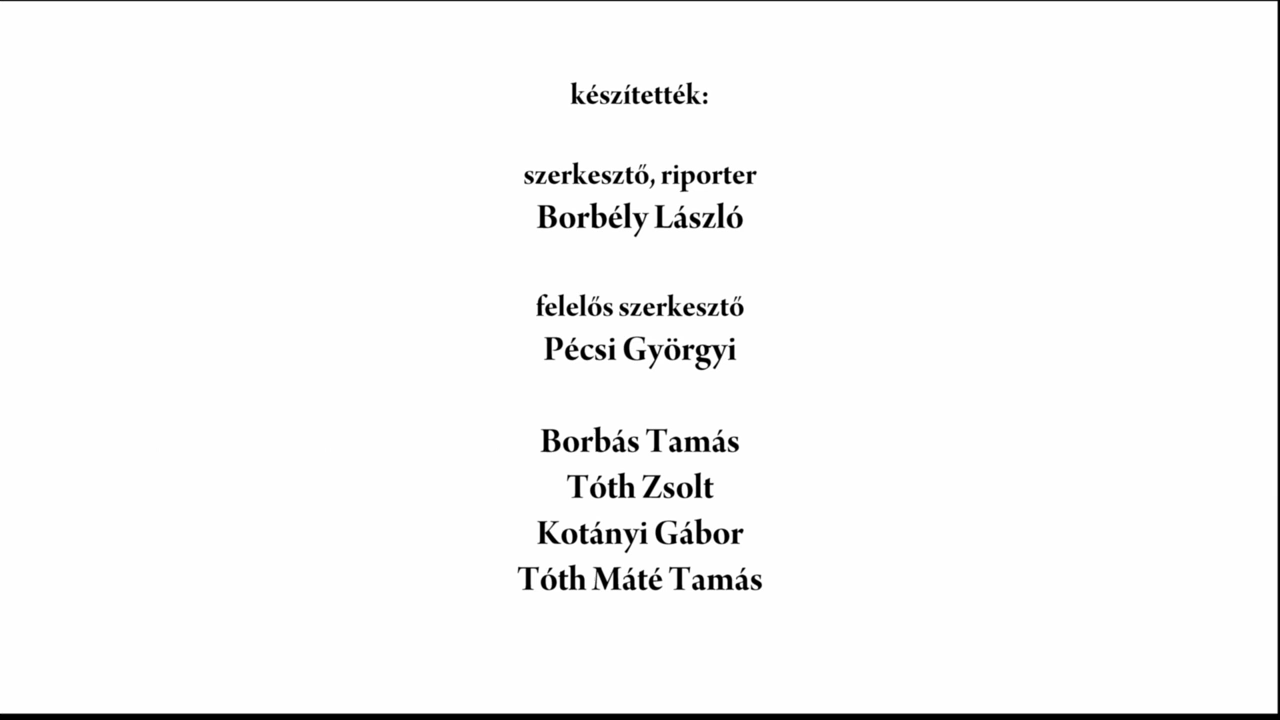 készítették:
szerkesztő, riporter
Borbély László
felelős szerkesztő
Pécsi Györgyi
Borbás Tamás
Tóth Zsolt
Kotányi Gábor
Tóth Máté Tamás